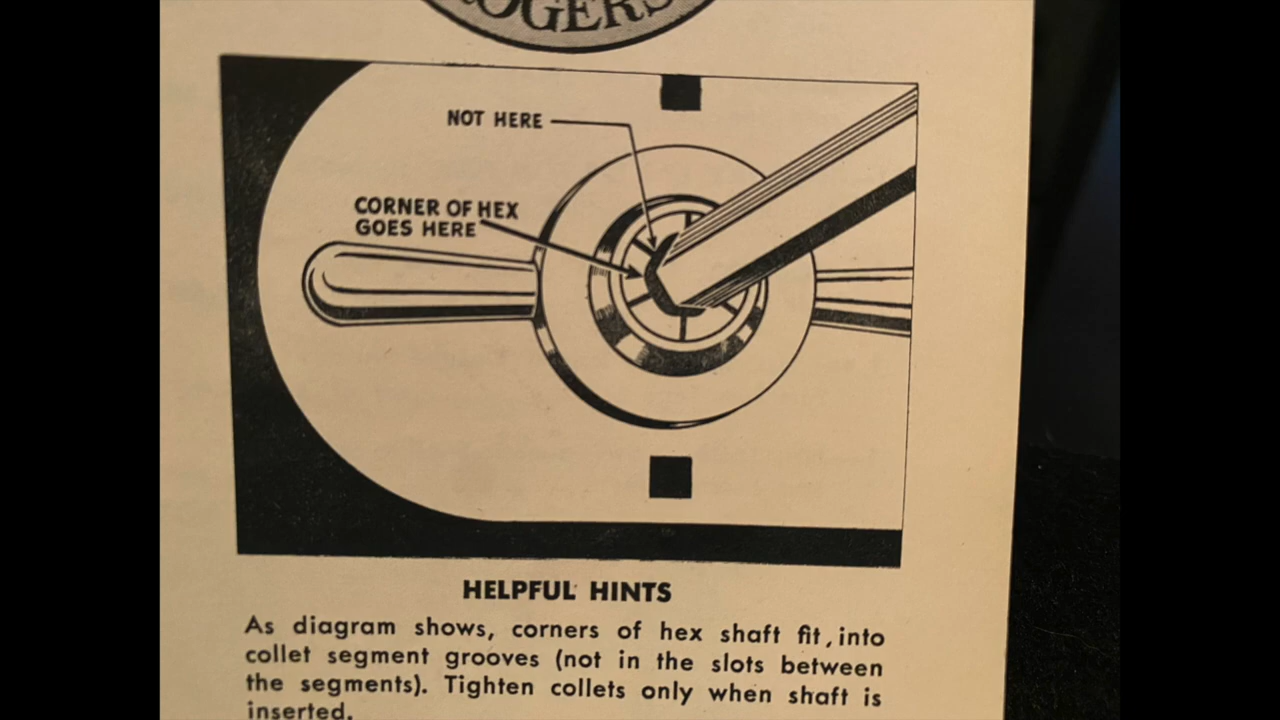 ROGERS
NOT HERE
CORNER OF HEX
GOES HERE
HELPFUL HINTS
As diagram shows, corners of hex shaft fit, into
collet segment grooves (not in the slots between
the segments). Tighten collets only when shaft is
inserted.